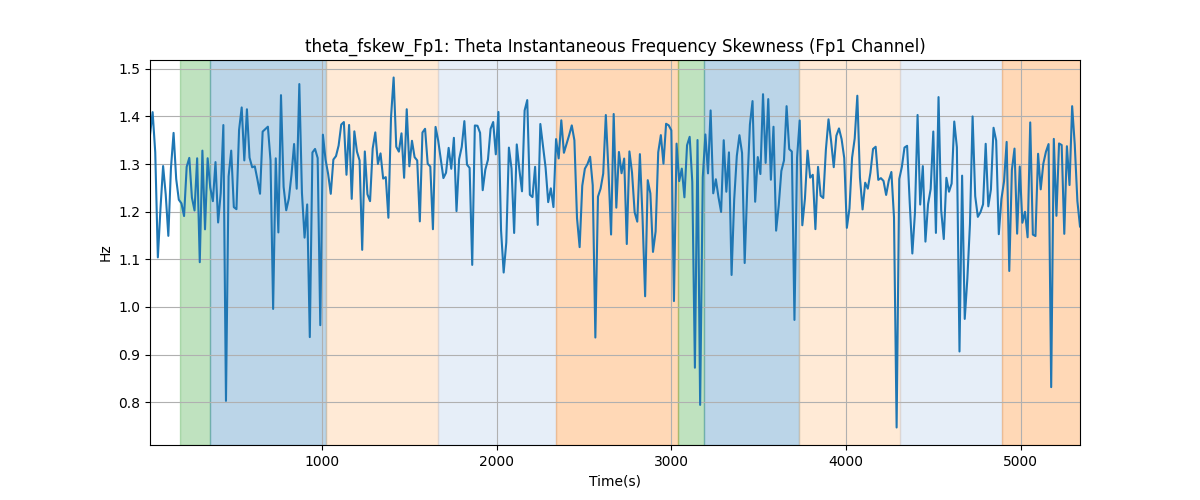 theta_fskew_Fp1: Theta Instantaneous Frequency Skewness (Fp1 Channel)
1.5
1.4
1.3
1.2
1.1
1.0
0.9
0.8
Hz
1000 2000 3000 4000 5000
Time(s)